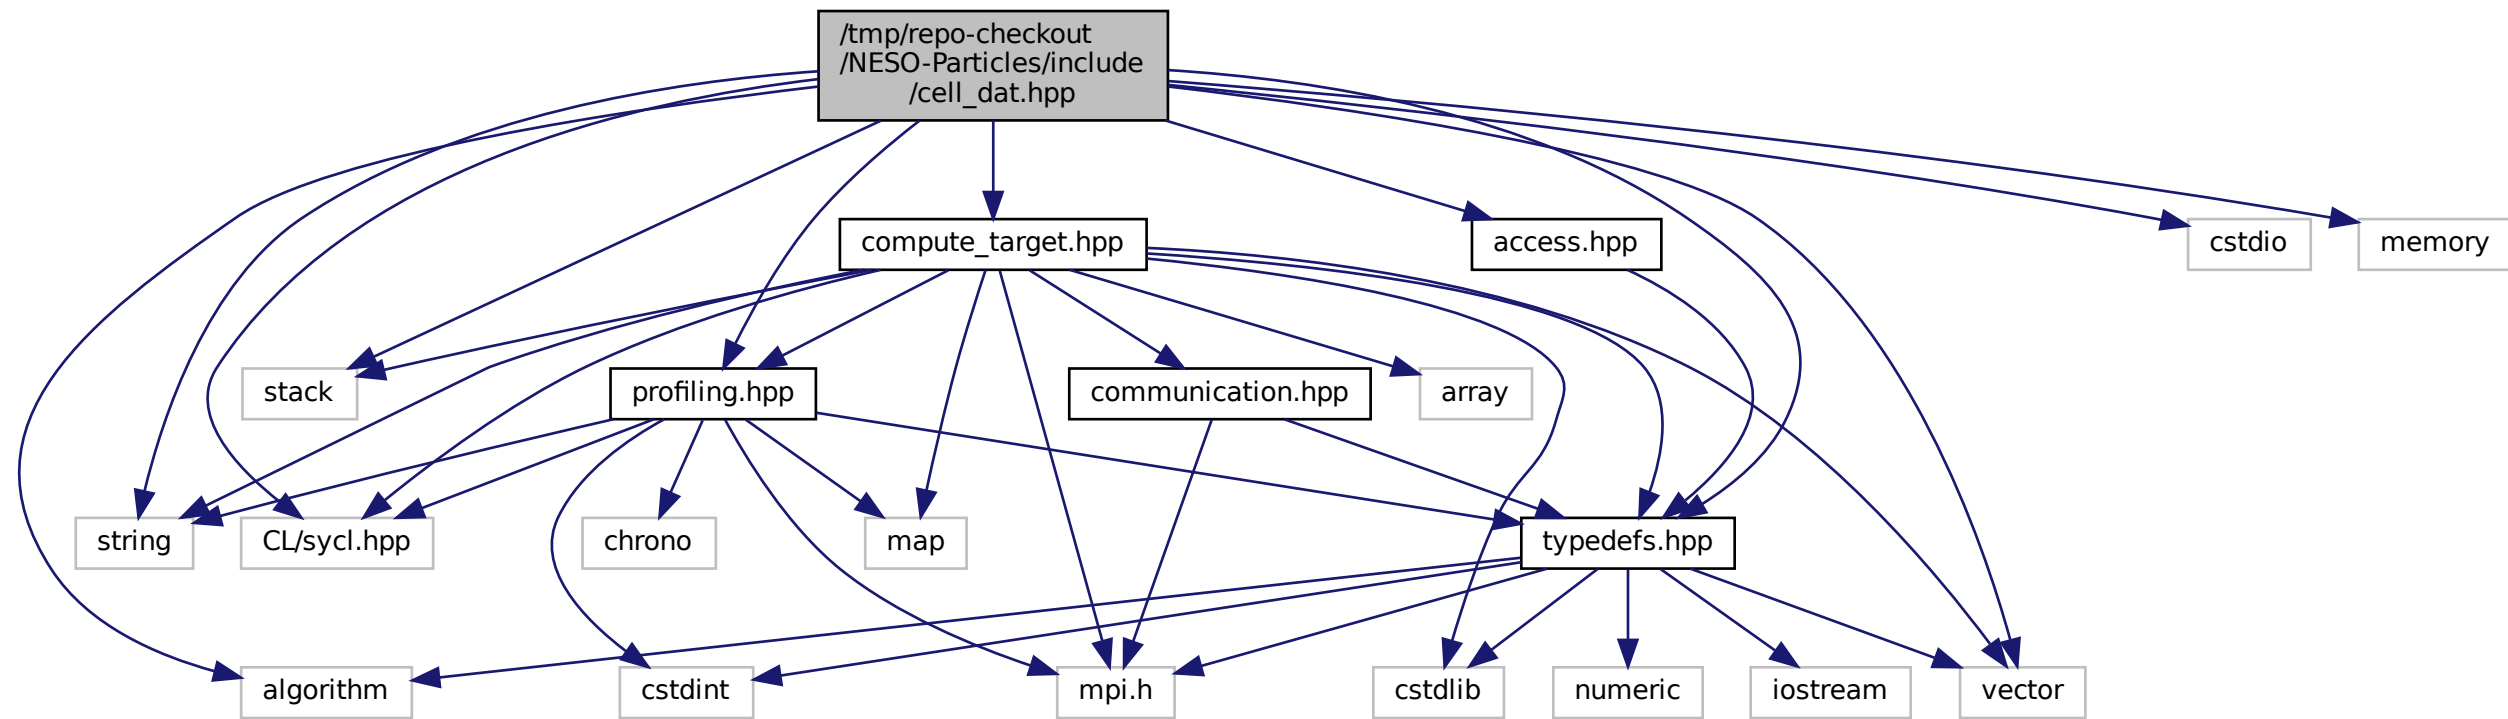 /tmp/repo-checkout
/NESO-Particles/include
/cell_dat.hpp
compute_target.hpp
access.hpp
cstdio
memory
stack
profiling.hpp
communication.hpp
array
string
CL/sycl.hpp
chrono
map
typedefs.hpp
algorithm
cstdint
mpi.h
cstdlib
numeric
iostream
vector